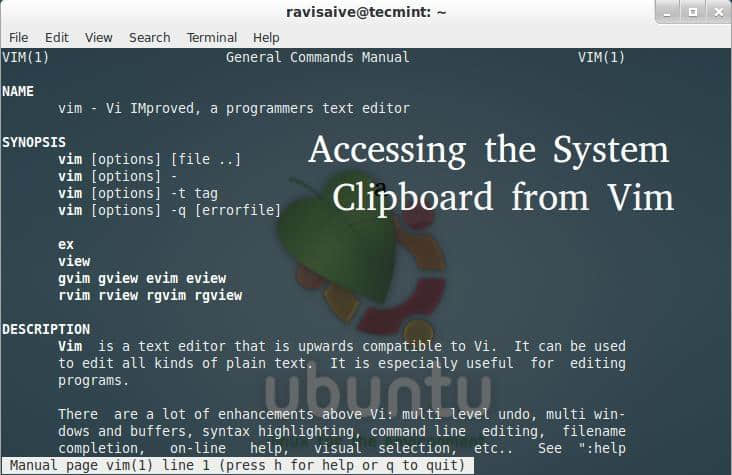 ravisaive@tecmint: ~
File Edit View Search Terminal Help
VIM(1) General Commands Manual VIM(1)
NAME
vim - Vi IMproved, a programmers text editor
SYNOPSIS
vim [options] [file ..]
vim [options] -
vim [options] -t tag
vim [options] -q [errorfile]
Accessing the System
Clipboard from Vim
ex
view
gvim gview evim eview
rvim rview rgvim rgview
DESCRIPTION
Vim is a text editor that is upwards compatible to Vi. It can be used
to edit all kinds of plain text. It is especially useful for editing
programs.
ubuntu
There are a lot of enhancements above Vi: multi level undo, multi win-
dows and buffers, syntax highlighting, command line editing, filename
completion, on-line help, visual selection, etc.. See ":help
Manual page vim(1) line 1 (press h for help or q to quit)